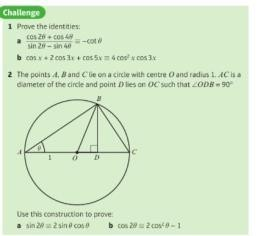 Challenge
1 Prove the identities:
a (cos 2θ + cos 4θ)/(sin 2θ − sin 4θ) ≡ −cot θ
b cos x + 2 cos 3x + cos 5x ≡ 4 cos² x cos 3x
2 The points A, B and C lie on a circle with centre O and radius 1. AC is a
diameter of the circle and point D lies on OC such that ∠ODB = 90°
B
A θ 1 O D C
Use this construction to prove:
a sin 2θ ≡ 2 sin θ cos θ b cos 2θ ≡ 2 cos² θ − 1